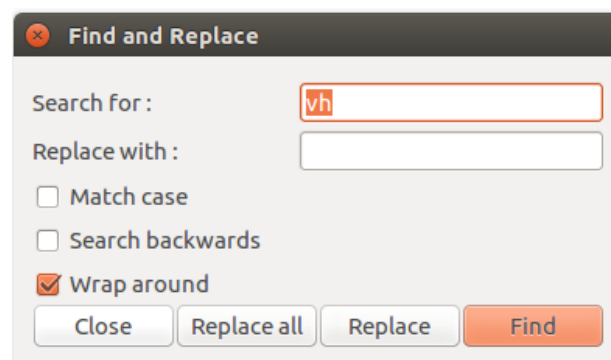 Find and Replace
Search for : vh
Replace with :
Match case
Search backwards
Wrap around
Close Replace all Replace Find